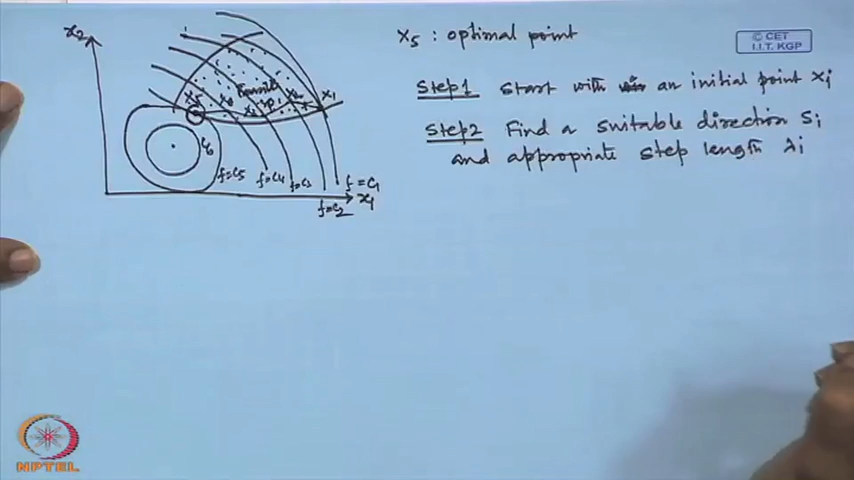 x₂
x₅ : optimal point
© CET
I.I.T. KGP
x₁
Step1 Start with an initial point xᵢ
x₅
x₂
Step2 Find a suitable direction Sᵢ
and appropriate step length λᵢ
f=c₅
f=c₄
f=c₃
f=c₁
x₁
f=c₂
NPTEL